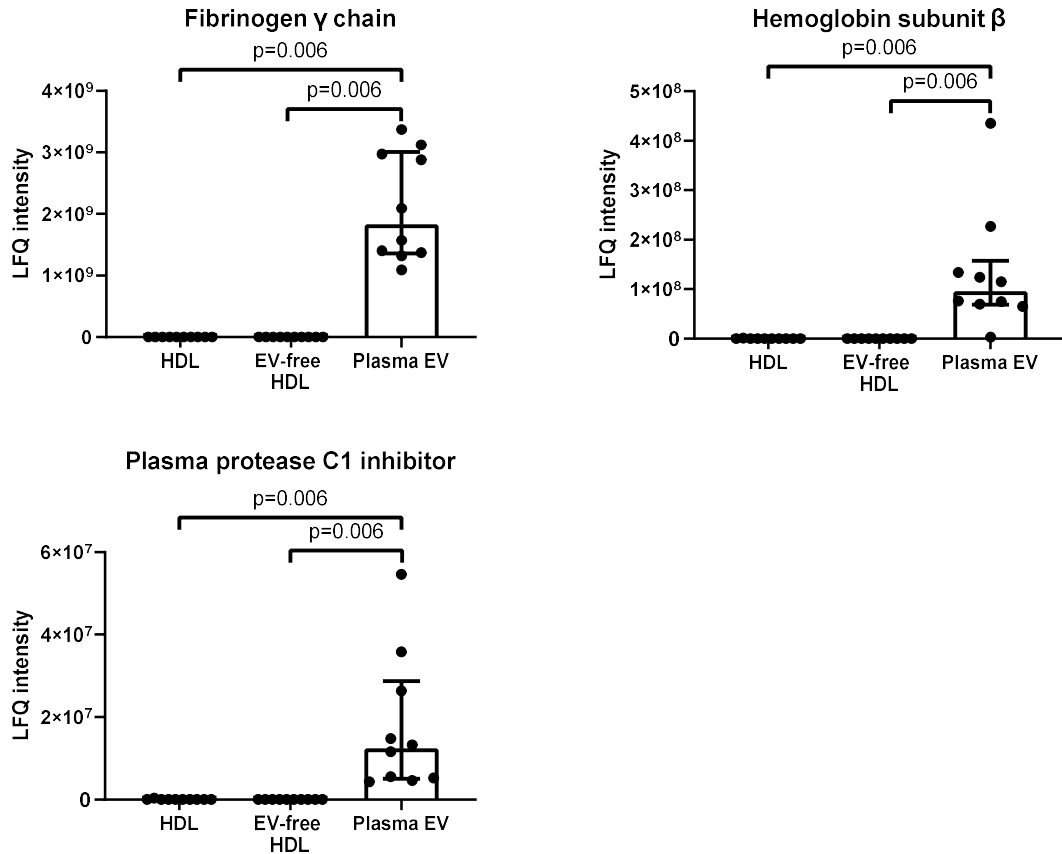 Fibrinogen γ chain
p=0.006
p=0.006
4×10⁹
3×10⁹
2×10⁹
1×10⁹
0
LFQ intensity
HDL
EV-free
HDL
Plasma EV
Hemoglobin subunit β
p=0.006
p=0.006
5×10⁸
4×10⁸
3×10⁸
2×10⁸
1×10⁸
0
LFQ intensity
HDL
EV-free
HDL
Plasma EV
Plasma protease C1 inhibitor
p=0.006
p=0.006
6×10⁷
4×10⁷
2×10⁷
0
LFQ intensity
HDL
EV-free
HDL
Plasma EV